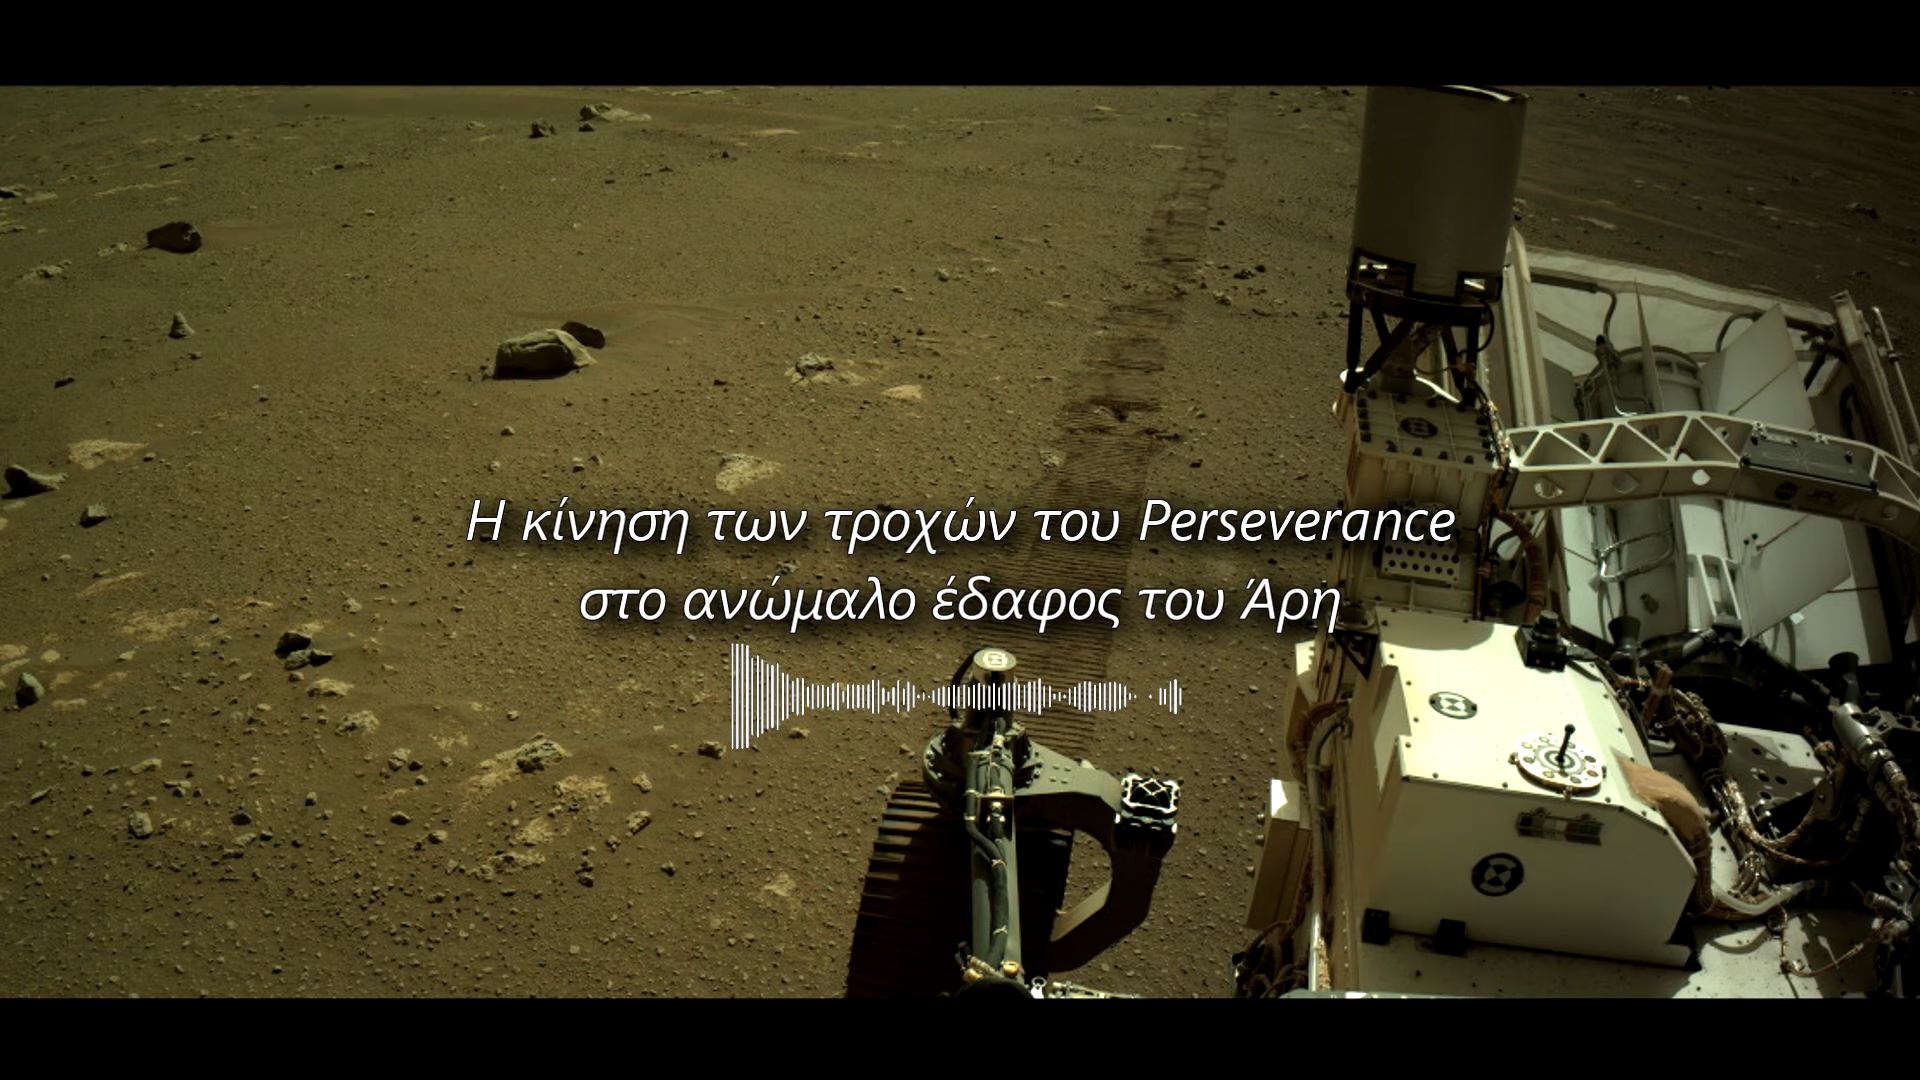 Η κίνηση των τροχών του Perseverance
στο ανώμαλο έδαφος του Άρη